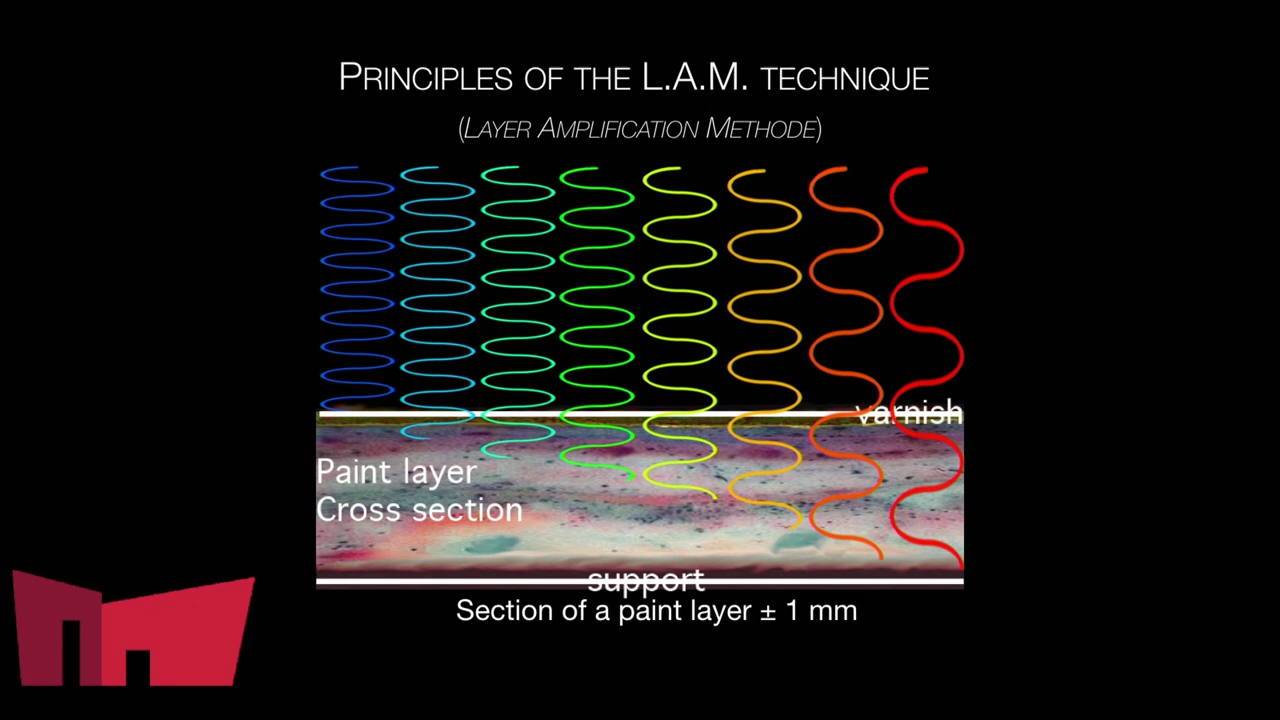 PRINCIPLES OF THE L.A.M. TECHNIQUE
(LAYER AMPLIFICATION METHODE)
varnish
Paint layer
Cross section
support
Section of a paint layer ± 1 mm